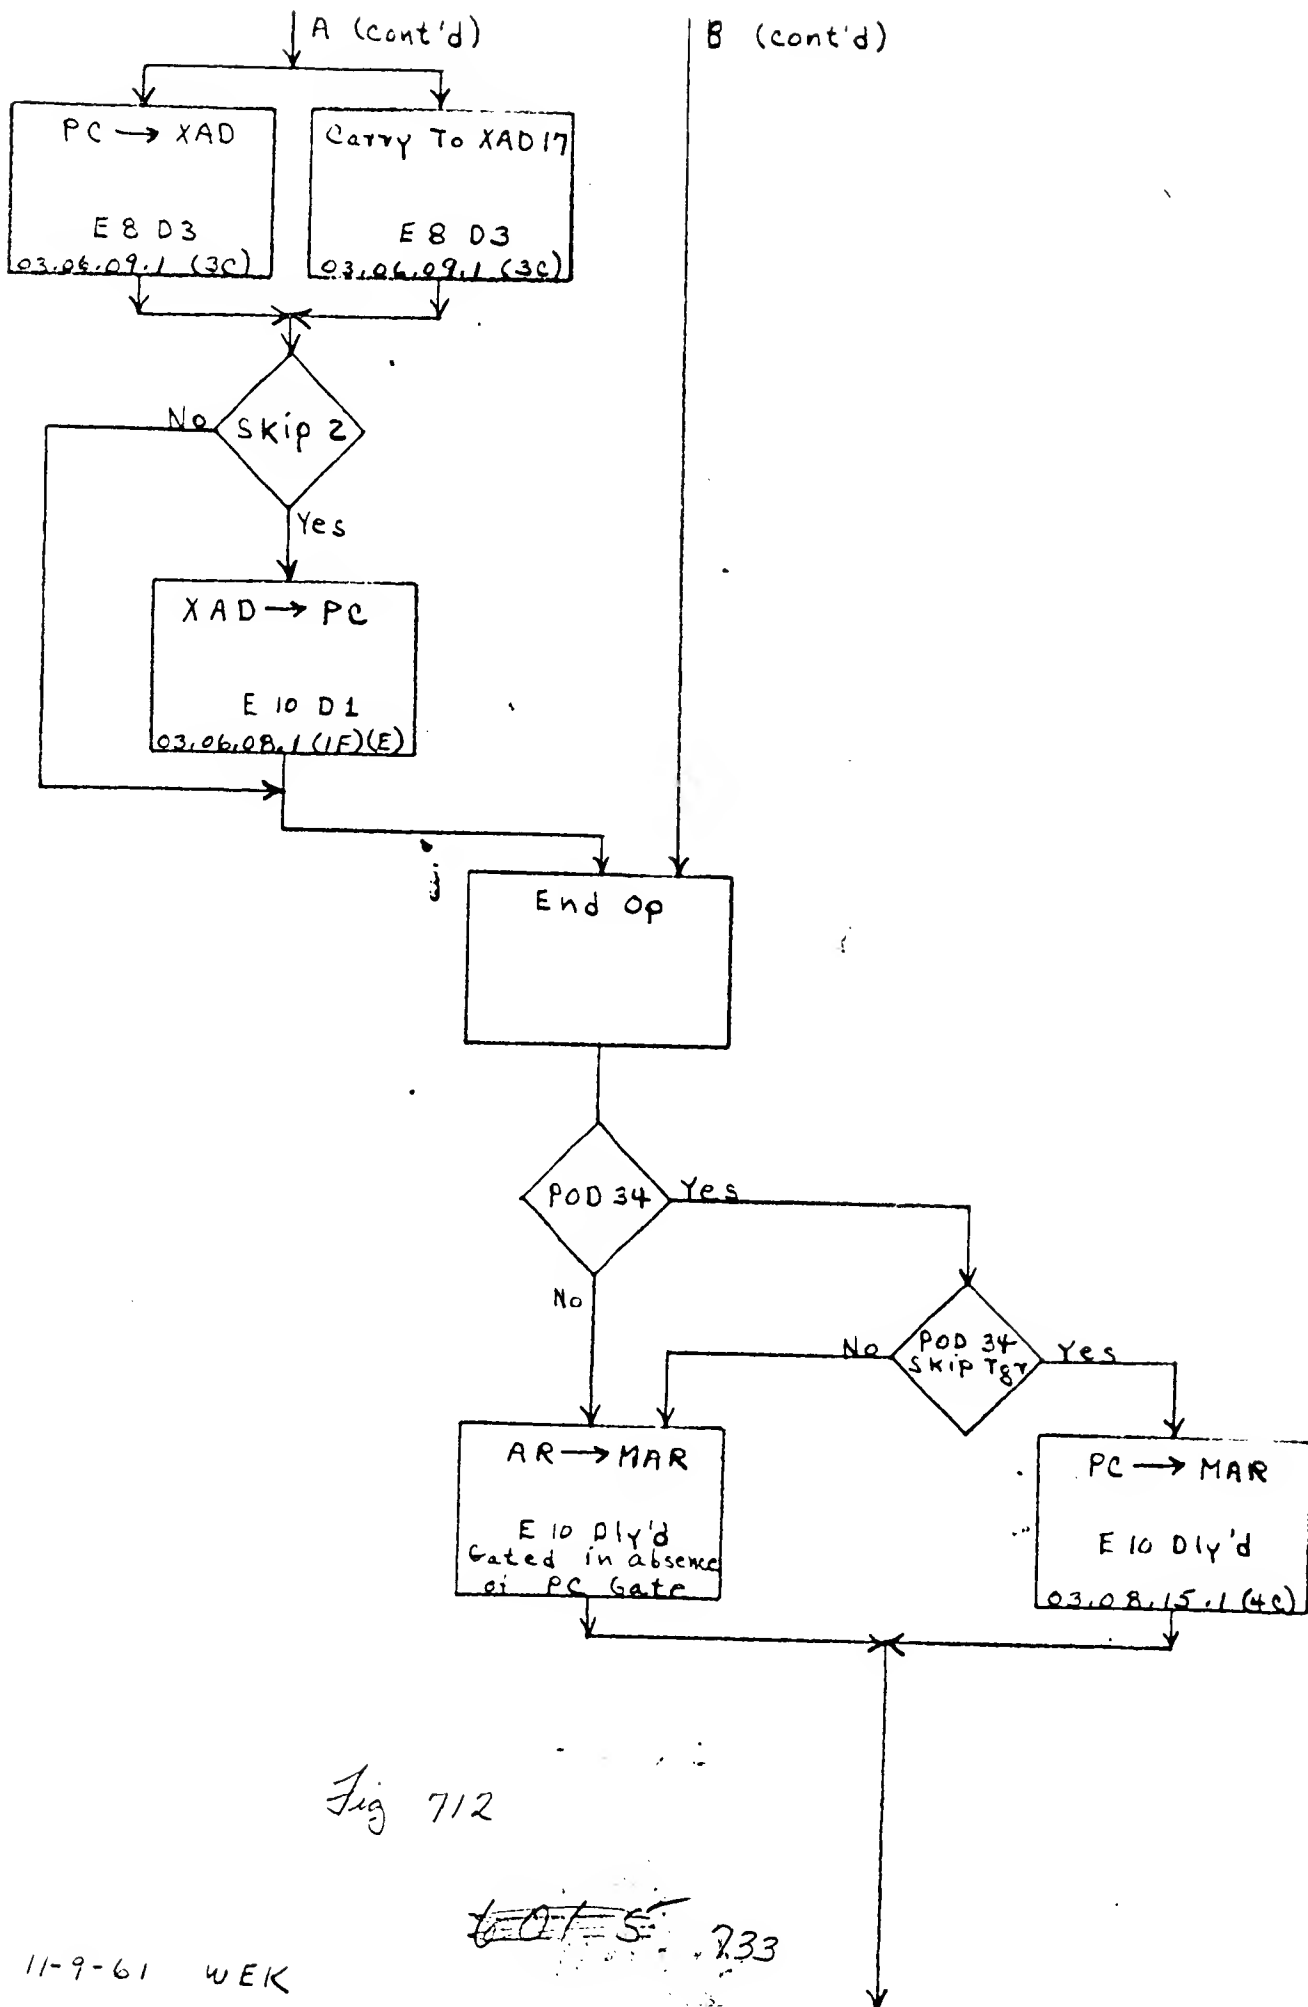 A (cont'd)
B (cont'd)
PC → XAD
E 8 D3
03.06.09.1 (3C)
Carry To XAD 17
E 8 D3
03.06.09.1 (3C)
Skip 2
No
Yes
XAD → PC
E 10 D1
03.06.08.1 (1F)(E)
End Op
POD 34
Yes
No
POD 34
Skip Tgr
No
Yes
AR → MAR
E 10 Dly'd
Gated in absence
of PC Gate
PC → MAR
E 10 Dly'd
03.08.15.1 (4C)
Fig 712
733
11-9-61 WEK